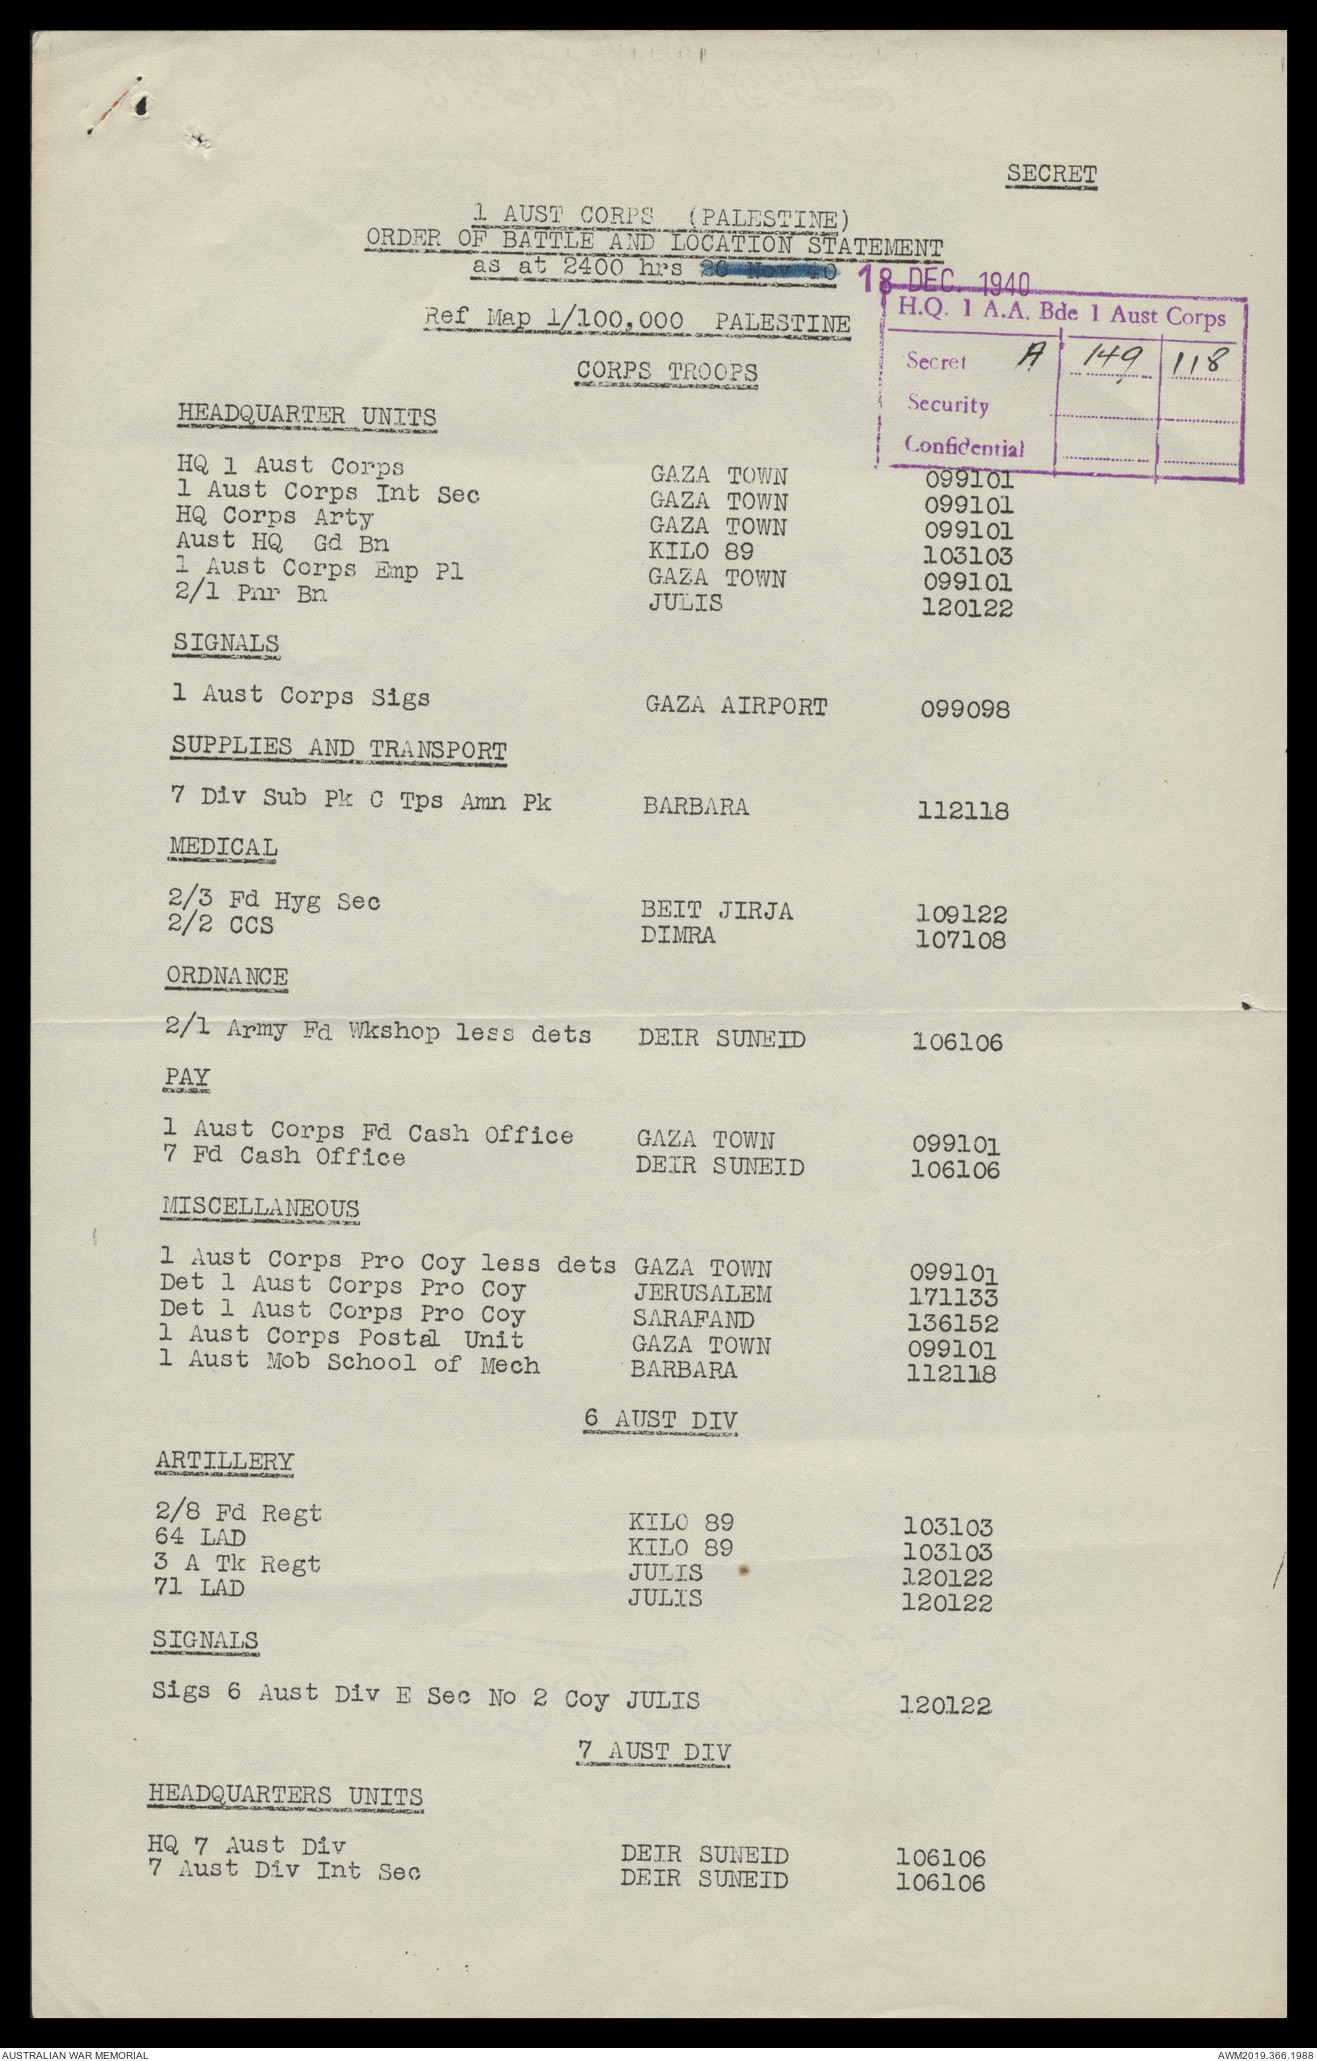 SECRET
1 AUST CORPS (PALESTINE)
ORDER OF BATTLE AND LOCATION STATEMENT
as at 2400 hrs 26 Nov 40 18 DEC. 1940
H.Q. 1 A.A. Bde 1 Aust Corps
Secret A 149 118
Security
Confidential
Ref Map 1/100,000 PALESTINE
CORPS TROOPS
HEADQUARTER UNITS
HQ 1 Aust Corps GAZA TOWN 099101
1 Aust Corps Int Sec GAZA TOWN 099101
HQ Corps Arty GAZA TOWN 099101
Aust HQ Gd Bn KILO 89 103103
1 Aust Corps Emp Pl GAZA TOWN 099101
2/1 Pnr Bn JULIS 120122
SIGNALS
1 Aust Corps Sigs GAZA AIRPORT 099098
SUPPLIES AND TRANSPORT
7 Div Sub Pk C Tps Amn Pk BARBARA 112118
MEDICAL
2/3 Fd Hyg Sec BEIT JIRJA 109122
2/2 CCS DIMRA 107108
ORDNANCE
2/1 Army Fd Wkshop less dets DEIR SUNEID 106106
PAY
1 Aust Corps Fd Cash Office GAZA TOWN 099101
7 Fd Cash Office DEIR SUNEID 106106
MISCELLANEOUS
1 Aust Corps Pro Coy less dets GAZA TOWN 099101
Det 1 Aust Corps Pro Coy JERUSALEM 171133
Det 1 Aust Corps Pro Coy SARAFAND 136152
1 Aust Corps Postal Unit GAZA TOWN 099101
1 Aust Mob School of Mech BARBARA 112118
6 AUST DIV
ARTILLERY
2/8 Fd Regt KILO 89 103103
64 LAD KILO 89 103103
3 A Tk Regt JULIS 120122
71 LAD JULIS 120122
SIGNALS
Sigs 6 Aust Div E Sec No 2 Coy JULIS 120122
7 AUST DIV
HEADQUARTERS UNITS
HQ 7 Aust Div DEIR SUNEID 106106
7 Aust Div Int Sec DEIR SUNEID 106106
AUSTRALIAN WAR MEMORIAL AWM2019.366.1988